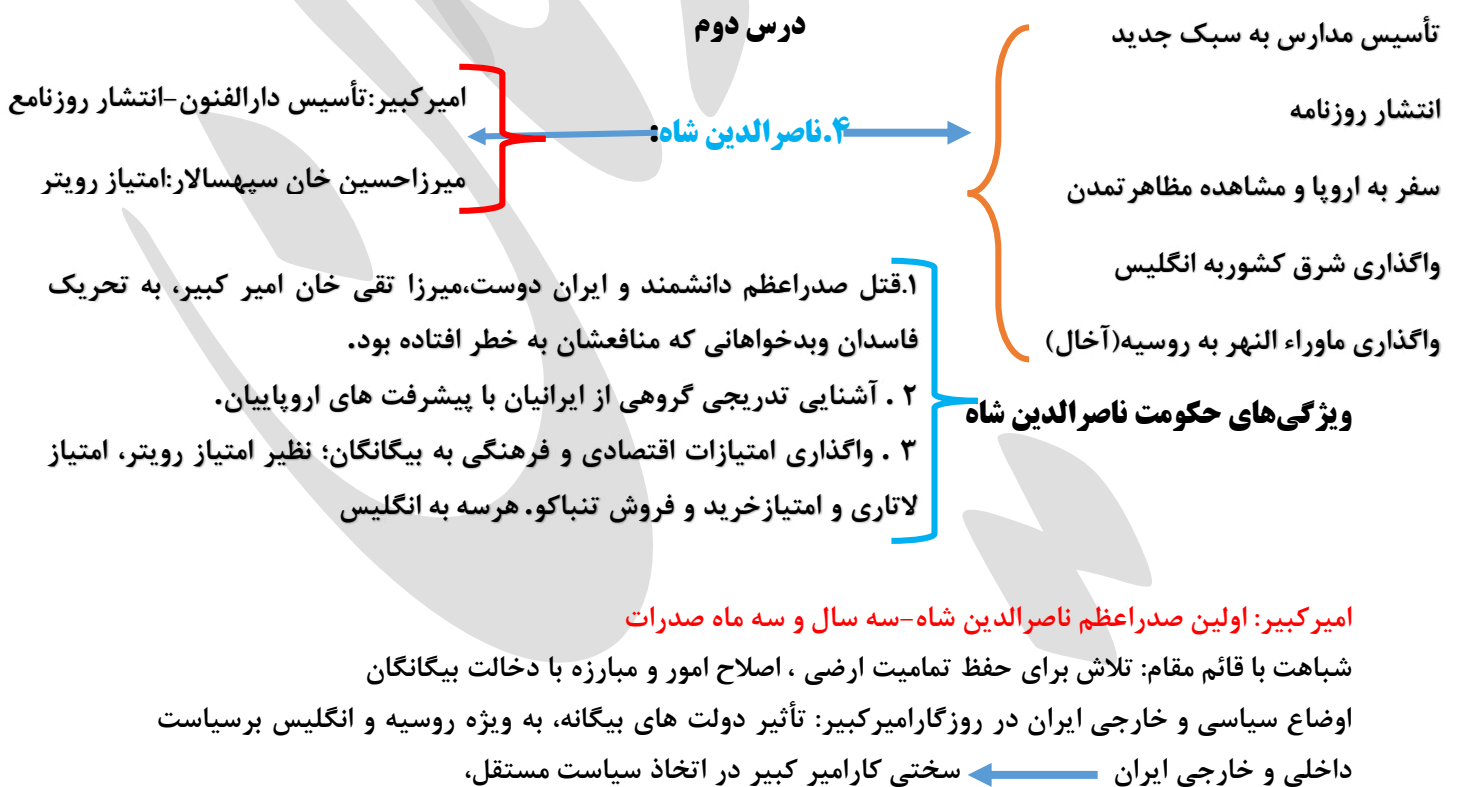 درس دوم
تأسیس مدارس به سبک جدید
انتشار روزنامه
سفر به اروپا و مشاهده مظاهر تمدن
واگذاری شرق کشوربه انگلیس
واگذاری ماوراء النهر به روسیه(آخال)
۴.ناصرالدین شاه:
امیرکبیر:تأسیس دارالفنون-انتشار روزنامع
میرزاحسین خان سپهسالار:امتیاز رویتر
ویژگی‌های حکومت ناصرالدین شاه
۱.قتل صدراعظم دانشمند و ایران دوست،میرزا تقی خان امیر کبیر، به تحریک
فاسدان وبدخواهانی که منافعشان به خطر افتاده بود.
۲ . آشنایی تدریجی گروهی از ایرانیان با پیشرفت های اروپاییان.
۳ . واگذاری امتیازات اقتصادی و فرهنگی به بیگانگان؛ نظیر امتیاز رویتر، امتیاز
لاتاری و امتیازخرید و فروش تنباکو. هرسه به انگلیس
امیرکبیر: اولین صدراعظم ناصرالدین شاه-سه سال و سه ماه صدرات
شباهت با قائم مقام: تلاش برای حفظ تمامیت ارضی ، اصلاح امور و مبارزه با دخالت بیگانگان
اوضاع سیاسی و خارجی ایران در روزگارامیرکبیر: تأثیر دولت های بیگانه، به ویژه روسیه و انگلیس برسیاست
داخلی و خارجی ایران سختی کارامیر کبیر در اتخاذ سیاست مستقل،